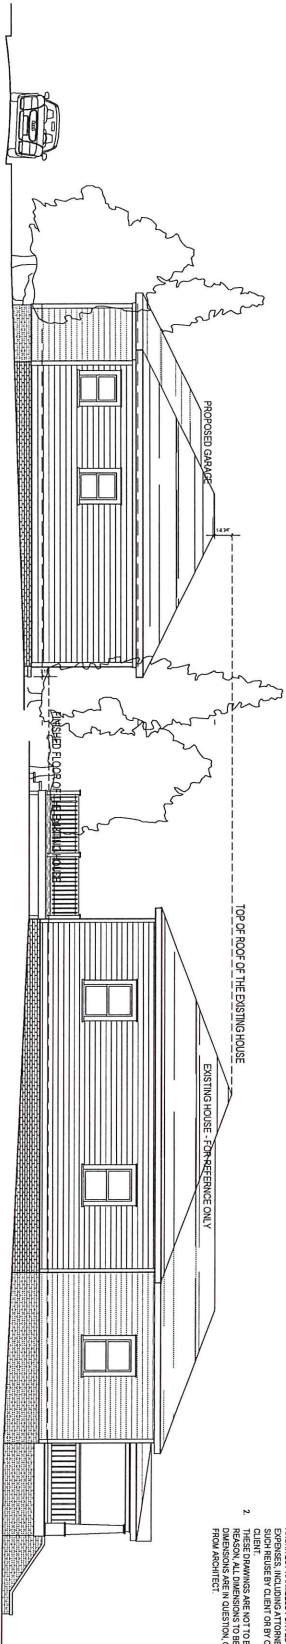 PROPOSED GARAGE
FINISHED FLOOR OF THE EXISTING HOUSE
TOP OF ROOF OF THE EXISTING HOUSE
EXISTING HOUSE - FOR REFERNCE ONLY
EXPENSES, INCLUDING ATTORNE
SUCH REUSE BY CLIENT OR BY O
CLIENT.
2. THESE DRAWINGS ARE NOT TO B
REASON, ALL DIMENSIONS TO BE
DIMENSIONS ARE IN QUESTION,
FROM ARCHITECT.